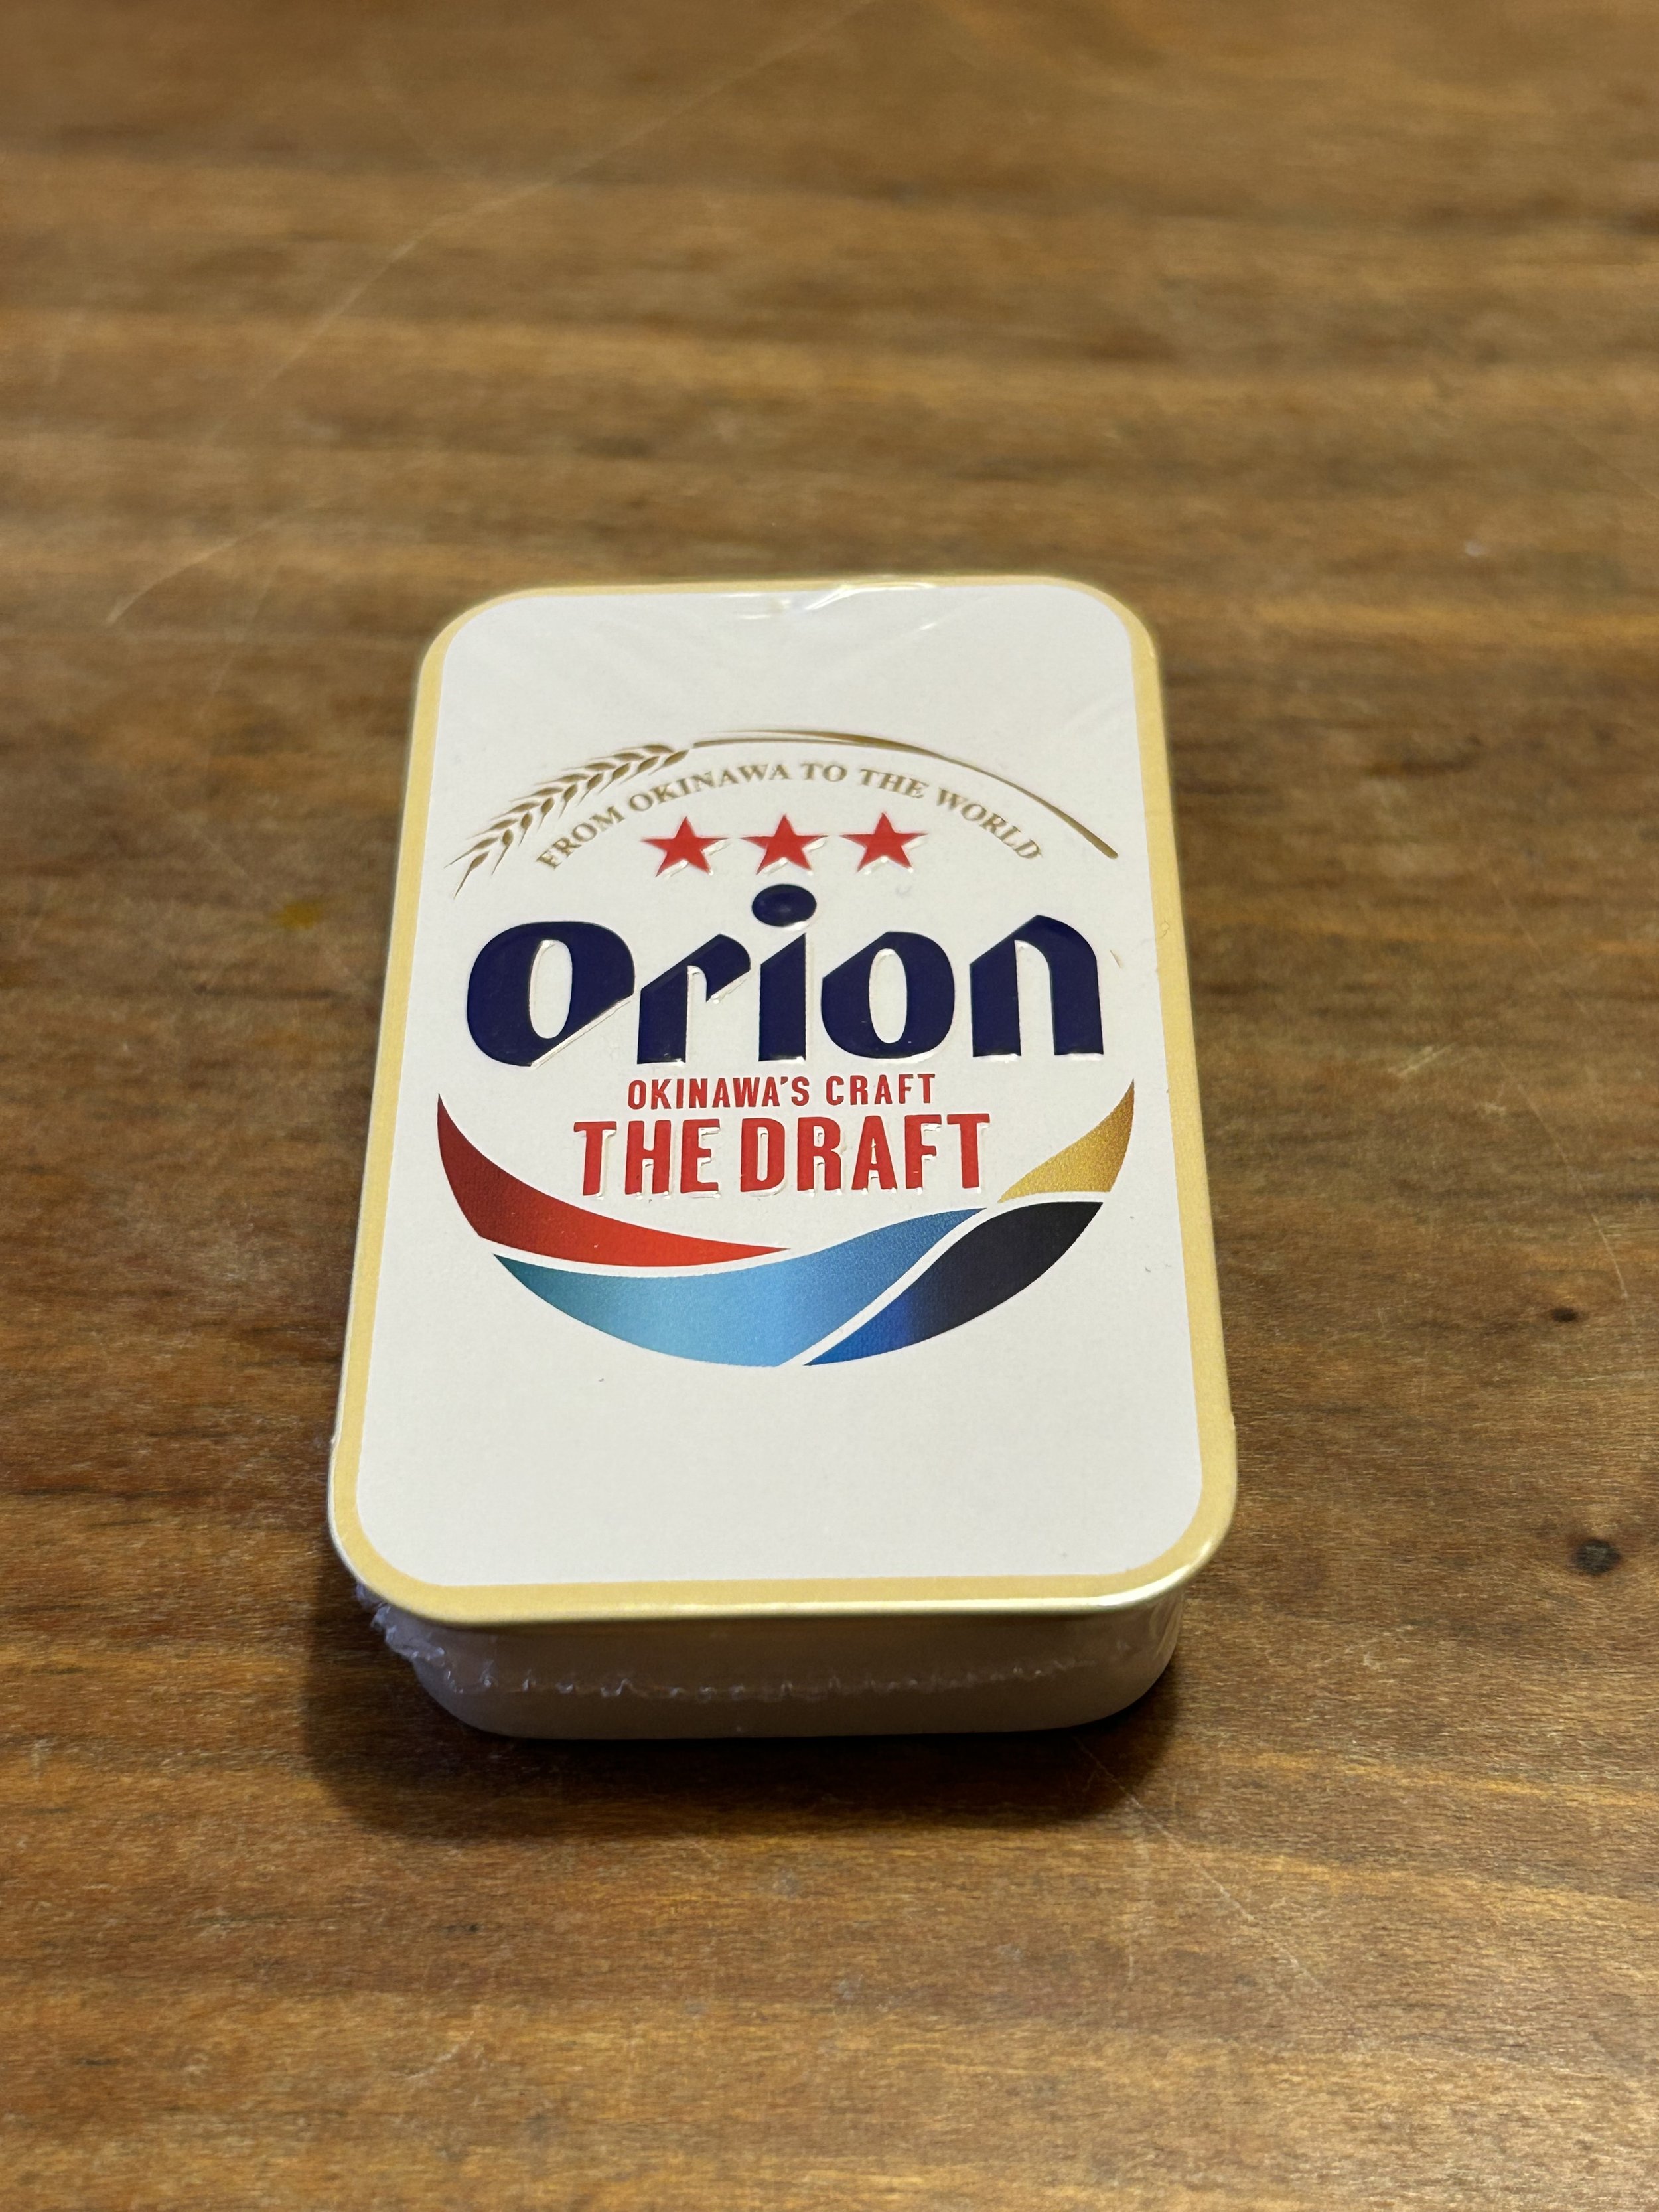 FROM OKINAWA TO THE WORLD
orion
OKINAWA'S CRAFT
THE DRAFT